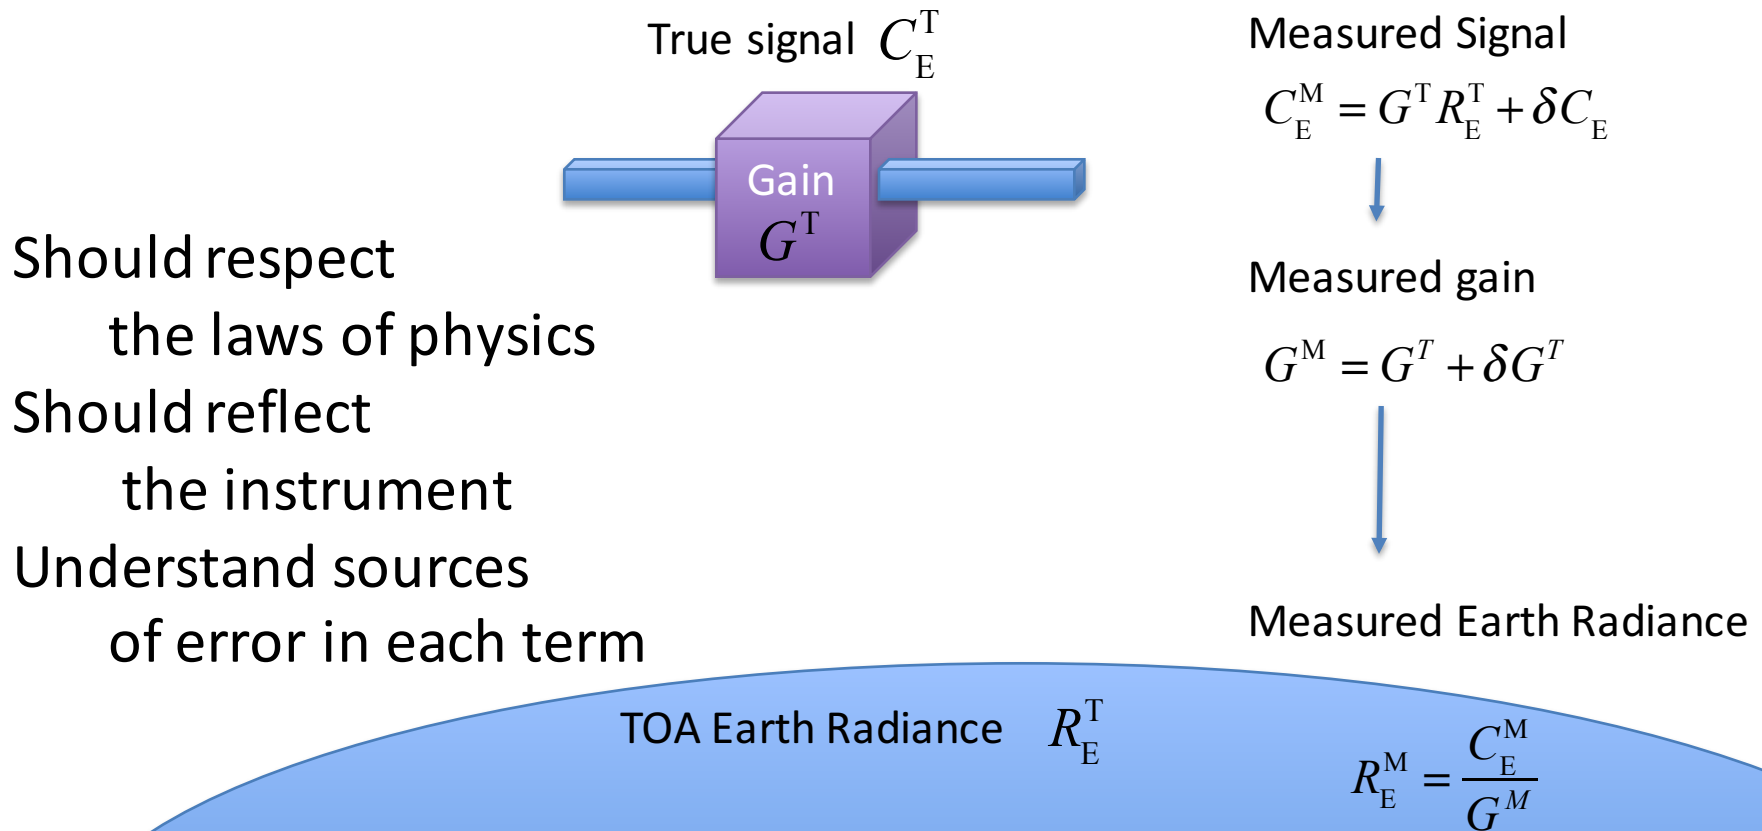 True signal C_E^T
Gain
G^T
Should respect
the laws of physics
Should reflect
the instrument
Understand sources
of error in each term
TOA Earth Radiance R_E^T
Measured Signal
C_E^M = G^T R_E^T + δC_E
Measured gain
G^M = G^T + δG^T
Measured Earth Radiance
R_E^M = C_E^M / G^M